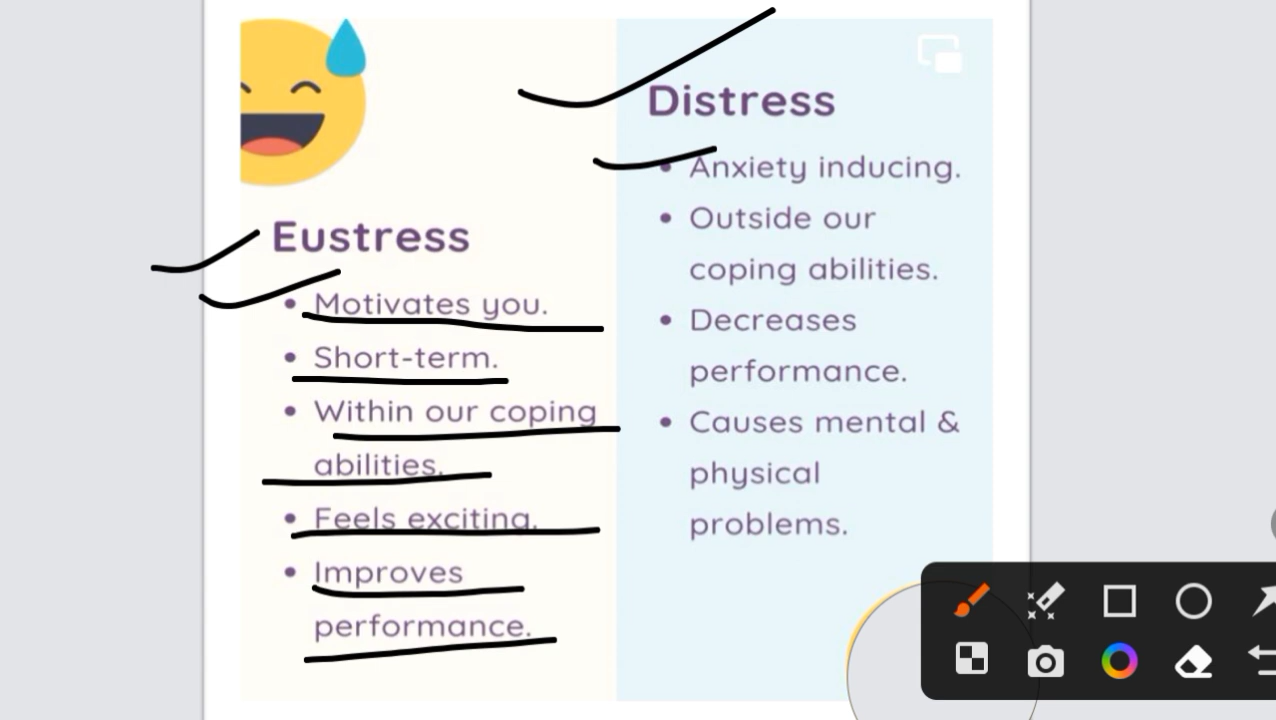 Eustress
• Motivates you.
• Short-term.
• Within our coping
abilities.
• Feels exciting.
• Improves
performance.
Distress
• Anxiety inducing.
• Outside our
coping abilities.
• Decreases
performance.
• Causes mental &
physical
problems.